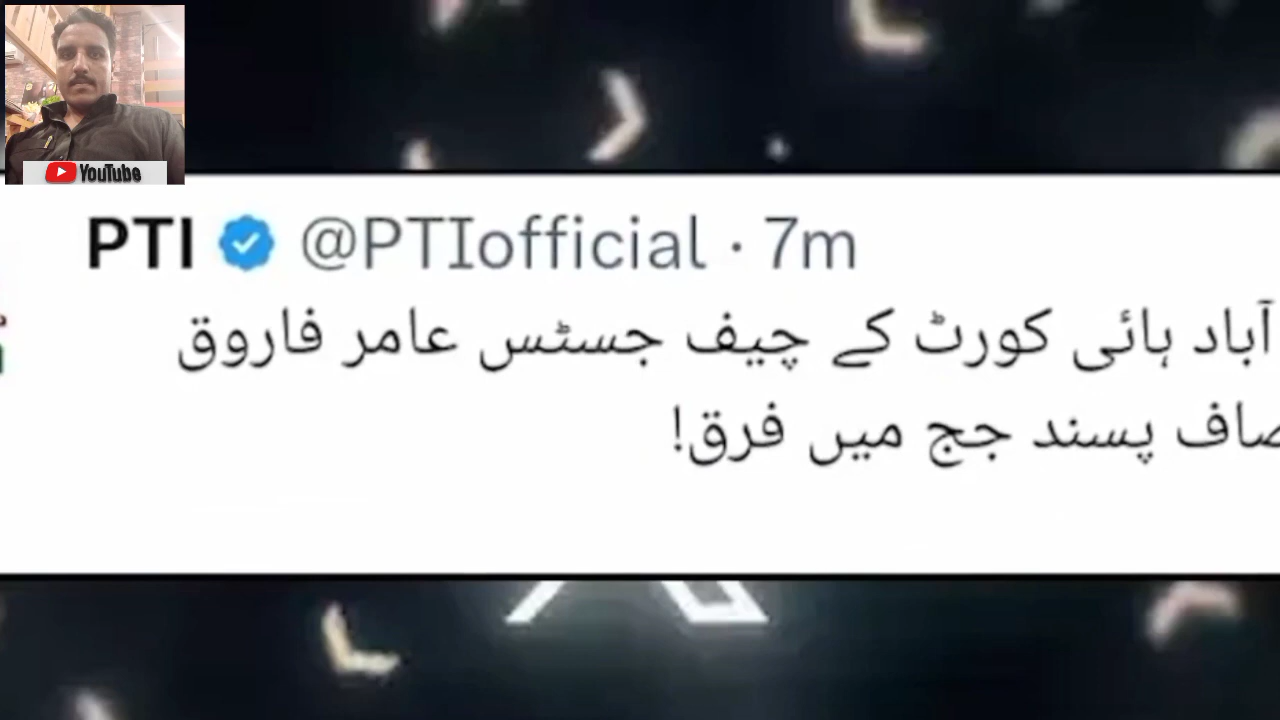 YouTube
PTI @PTIofficial · 7m
آباد ہائی کورٹ کے چیف جسٹس عامر فاروق
پسند جج میں فرق!